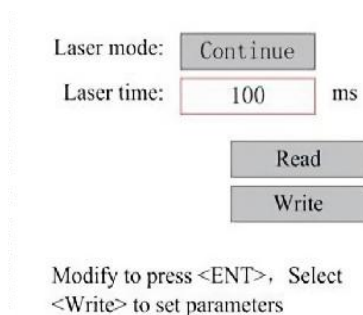 Laser mode: Continue
Laser time: 100 ms
Read
Write
Modify to press <ENT>, Select
<Write> to set parameters